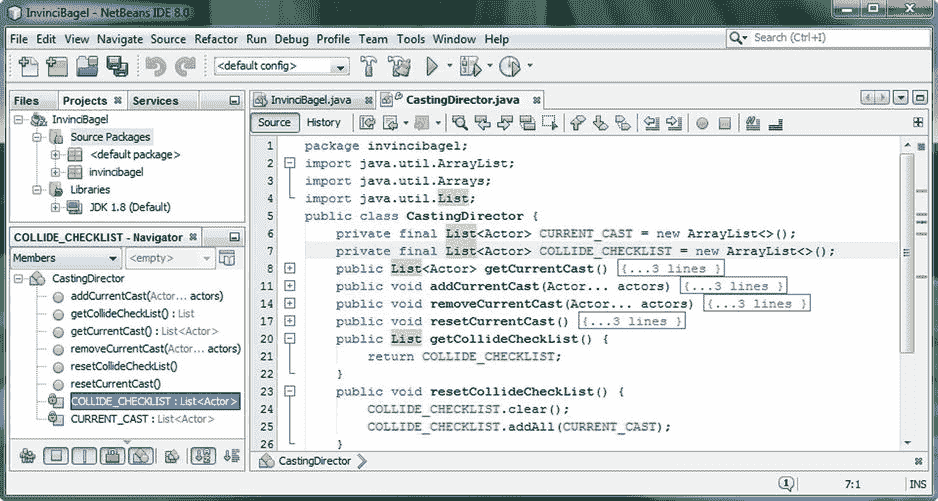 InvinciBagel - NetBeans IDE 8.0
File Edit View Navigate Source Refactor Run Debug Profile Team Tools Window Help
Search (Ctrl+I)
<default config>
Files Projects Services
InvinciBagel
Source Packages
<default package>
invincibagel
Libraries
JDK 1.8 (Default)
COLLIDE_CHECKLIST - Navigator
Members <empty>
CastingDirector
addCurrentCast(Actor... actors)
getCollideCheckList() : List
getCurrentCast() : List<Actor>
removeCurrentCast(Actor... actors)
resetCollideCheckList()
resetCurrentCast()
COLLIDE_CHECKLIST : List<Actor>
CURRENT_CAST : List<Actor>
InvinciBagel.java CastingDirector.java
Source History
1 package invincibagel;
2 import java.util.ArrayList;
3 import java.util.Arrays;
4 import java.util.List;
5 public class CastingDirector {
6 private final List<Actor> CURRENT_CAST = new ArrayList<>();
7 private final List<Actor> COLLIDE_CHECKLIST = new ArrayList<>();
8 public List<Actor> getCurrentCast() {...3 lines }
11 public void addCurrentCast(Actor... actors) {...3 lines }
14 public void removeCurrentCast(Actor... actors) {...3 lines }
17 public void resetCurrentCast() {...3 lines }
20 public List getCollideCheckList() {
21 return COLLIDE_CHECKLIST;
22 }
23 public void resetCollideCheckList() {
24 COLLIDE_CHECKLIST.clear();
25 COLLIDE_CHECKLIST.addAll(CURRENT_CAST);
26 }
CastingDirector
1 7:1 INS